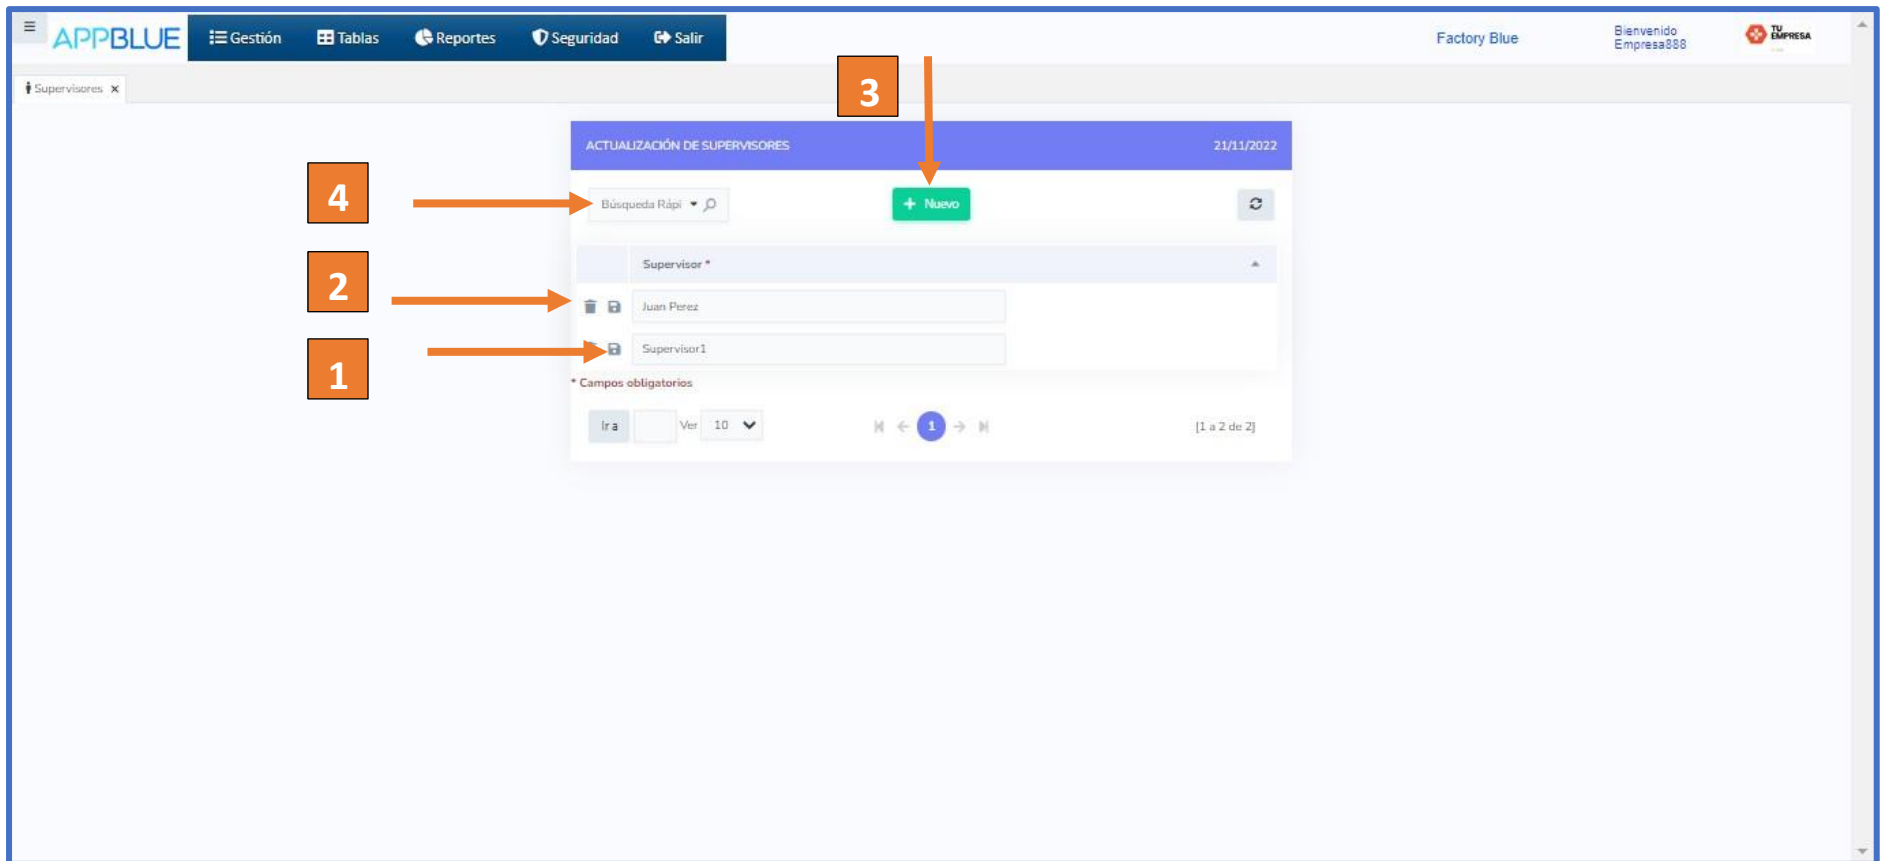 APPBLUE Gestión Tablas Reportes Seguridad Salir Factory Blue Bienvenido
Empresa888 TU
EMPRESA
Supervisores x
3
ACTUALIZACIÓN DE SUPERVISORES 21/11/2022
4
Búsqueda Rápi + Nuevo
2
Supervisor *
Juan Perez
1
Supervisor1
* Campos obligatorios
Ir a Ver 10 1 [1 a 2 de 2]